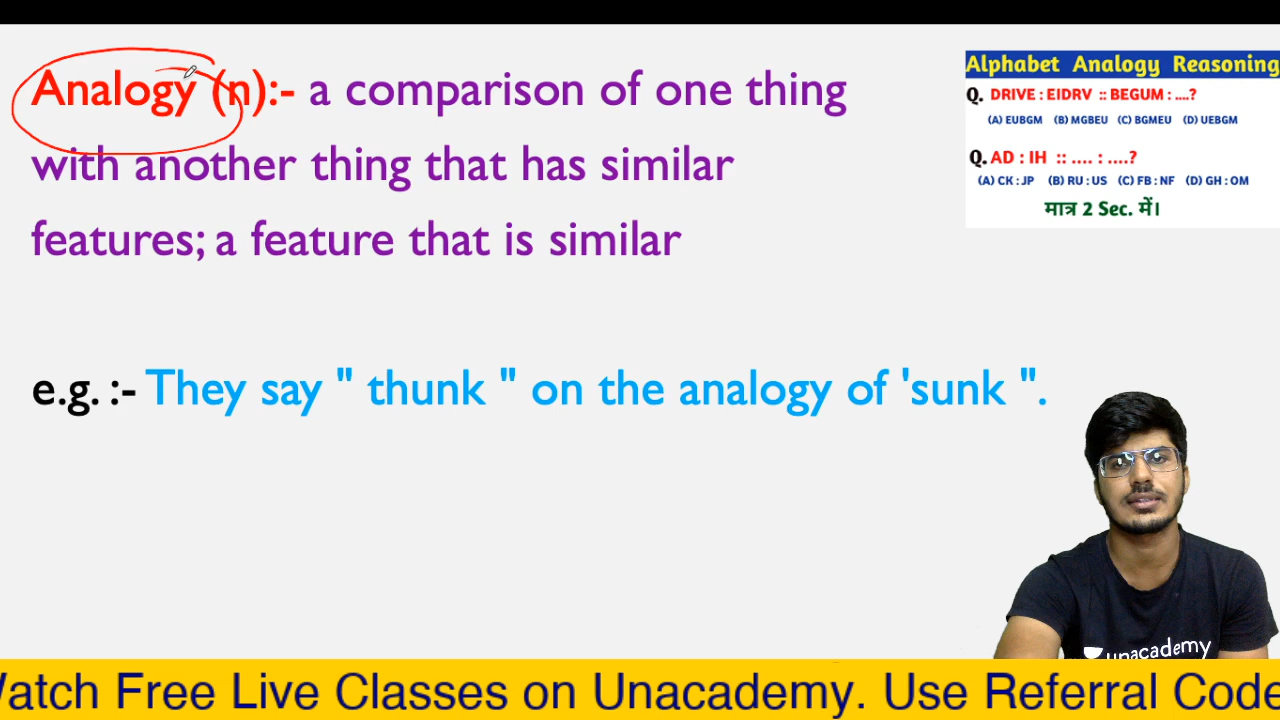 Analogy (n):- a comparison of one thing
with another thing that has similar
features; a feature that is similar
e.g. :- They say " thunk " on the analogy of 'sunk ".
Alphabet Analogy Reasoning
Q. DRIVE : EIDRV :: BEGUM : ....?
(A) EUBGM (B) MGBEU (C) BGMEU (D) UEBGM
Q. AD : IH :: .... : ....?
(A) CK : JP (B) RU : US (C) FB : NF (D) GH : OM
मात्र 2 Sec. में।
unacademy
Watch Free Live Classes on Unacademy. Use Referral Code